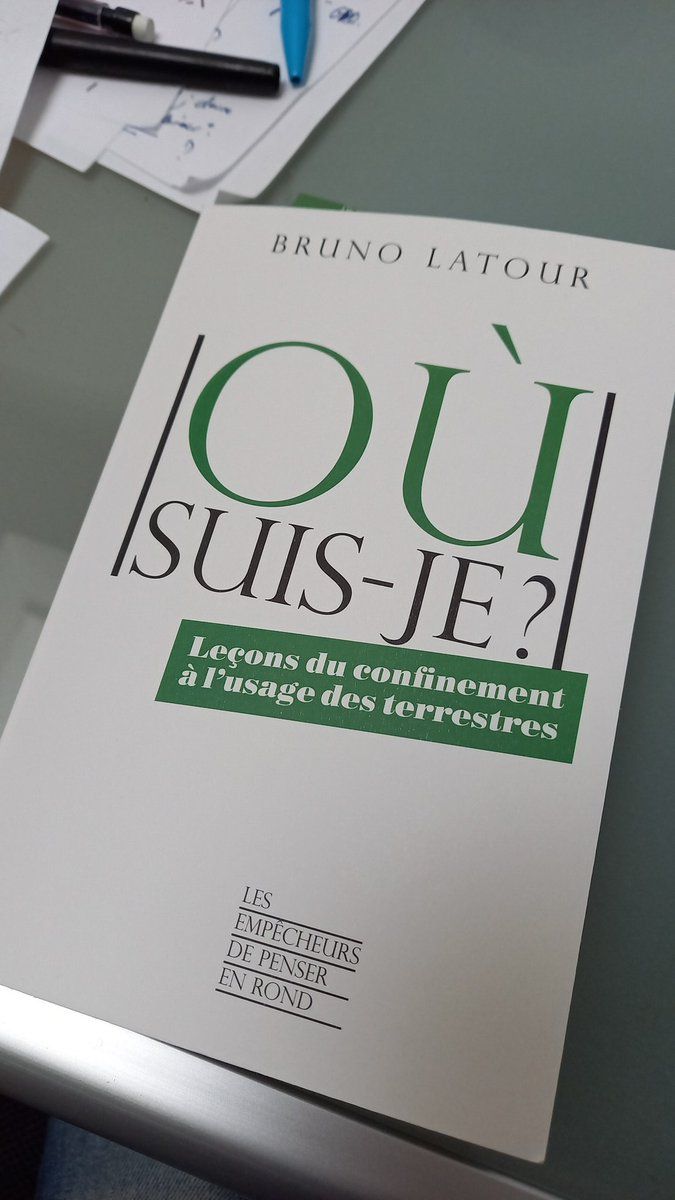 BRUNO LATOUR
OÙ
SUIS-JE ?
Leçons du confinement
à l'usage des terrestres
LES
EMPÊCHEURS
DE PENSER
EN ROND